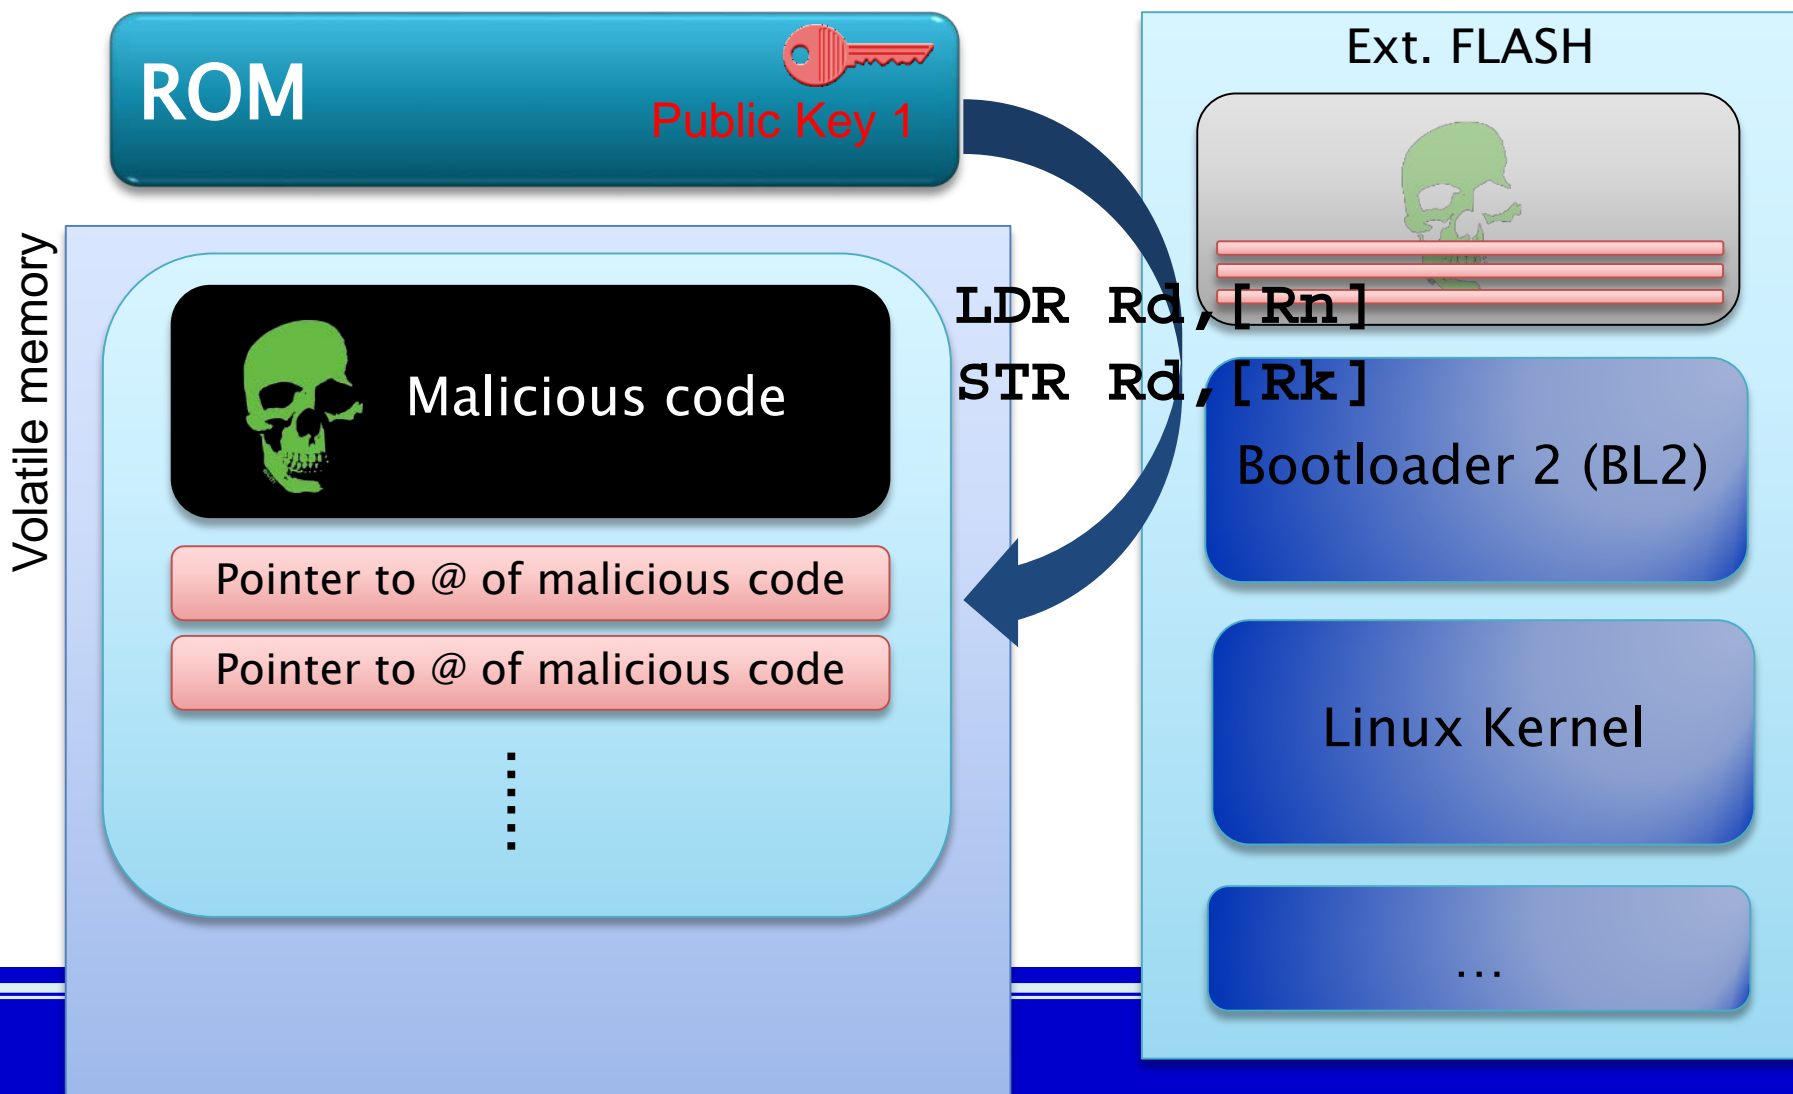 ROM
Public Key 1
Ext. FLASH
Volatile memory
LDR Rd,[Rn]
STR Rd,[Rk]
Malicious code
Pointer to @ of malicious code
Pointer to @ of malicious code
......
Bootloader 2 (BL2)
Linux Kernel
...